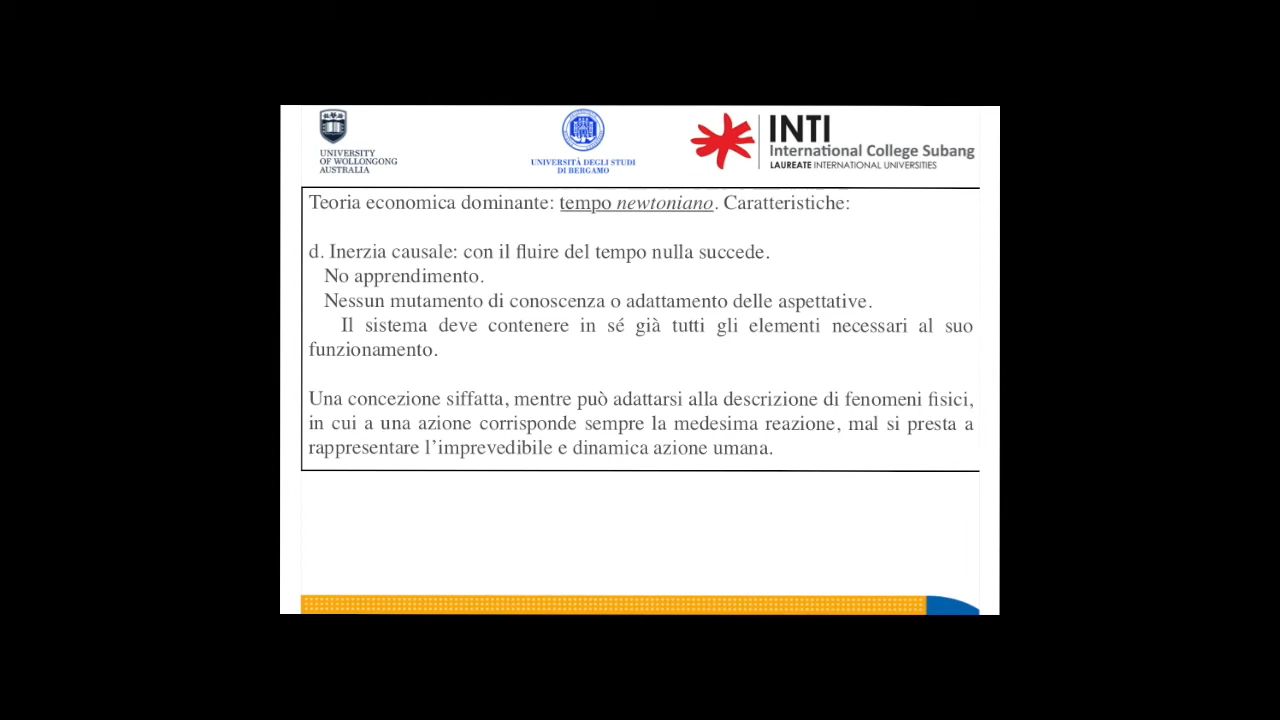 UNIVERSITY
OF WOLLONGONG
AUSTRALIA
UNIVERSITÀ DEGLI STUDI
DI BERGAMO
INTI
International College Subang
LAUREATE INTERNATIONAL UNIVERSITIES
Teoria economica dominante: tempo newtoniano. Caratteristiche:
d. Inerzia causale: con il fluire del tempo nulla succede.
No apprendimento.
Nessun mutamento di conoscenza o adattamento delle aspettative.
Il sistema deve contenere in sé già tutti gli elementi necessari al suo
funzionamento.
Una concezione siffatta, mentre può adattarsi alla descrizione di fenomeni fisici,
in cui a una azione corrisponde sempre la medesima reazione, mal si presta a
rappresentare l’imprevedibile e dinamica azione umana.